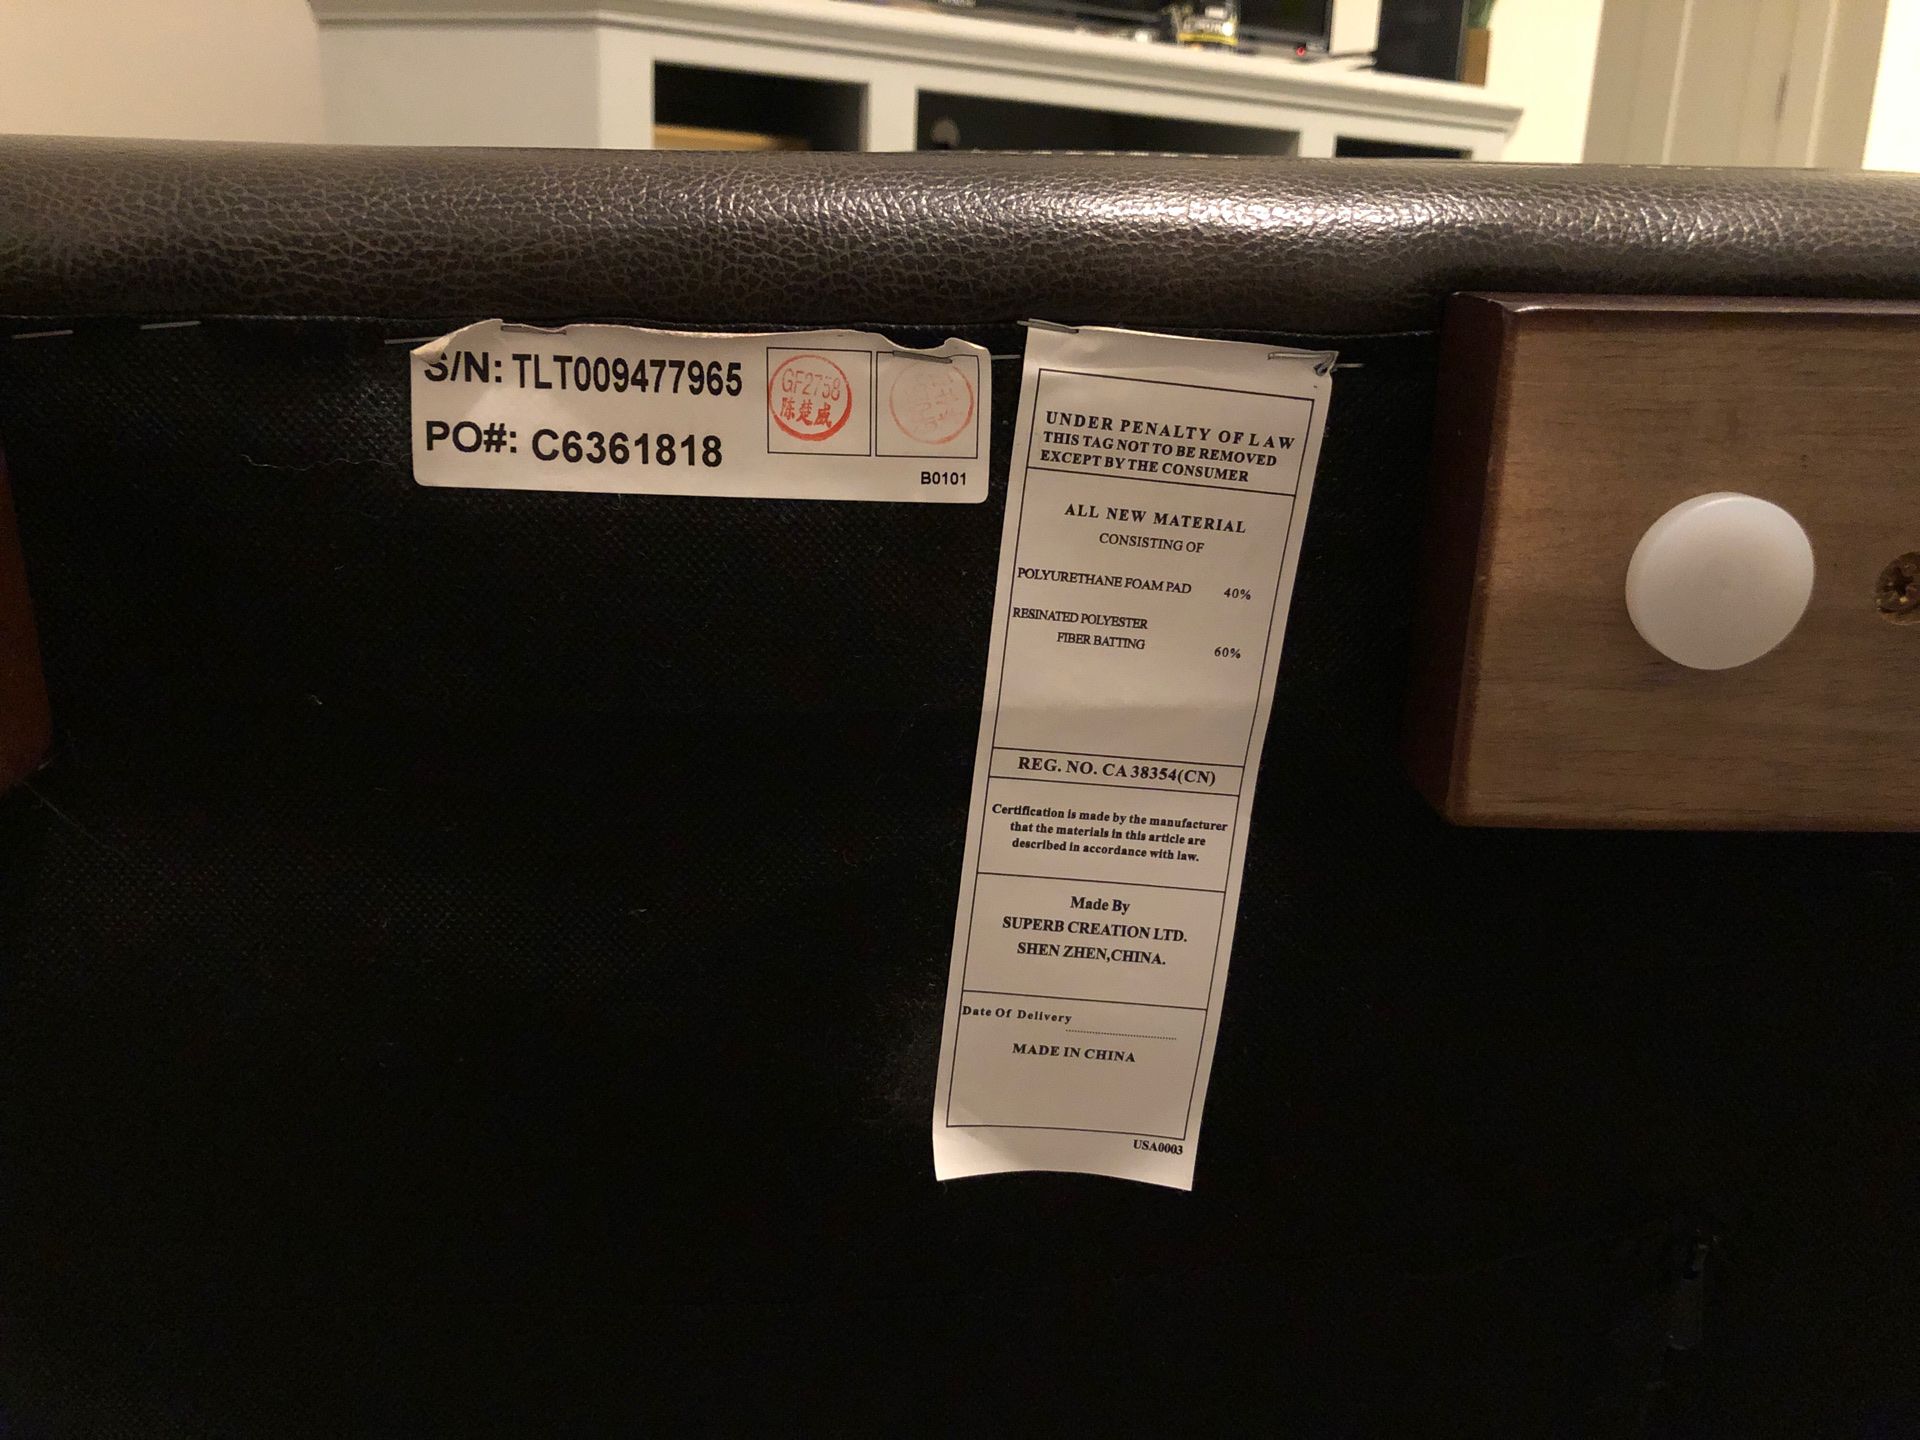 S/N: TLT009477965
PO#: C6361818
GF2758
陈楚威
B0101
UNDER PENALTY OF LAW
THIS TAG NOT TO BE REMOVED
EXCEPT BY THE CONSUMER
ALL NEW MATERIAL
CONSISTING OF
POLYURETHANE FOAM PAD 40%
RESINATED POLYESTER
FIBER BATTING 60%
REG. NO. CA 38354(CN)
Certification is made by the manufacturer
that the materials in this article are
described in accordance with law.
Made By
SUPERB CREATION LTD.
SHEN ZHEN,CHINA.
Date Of Delivery
MADE IN CHINA
USA0003